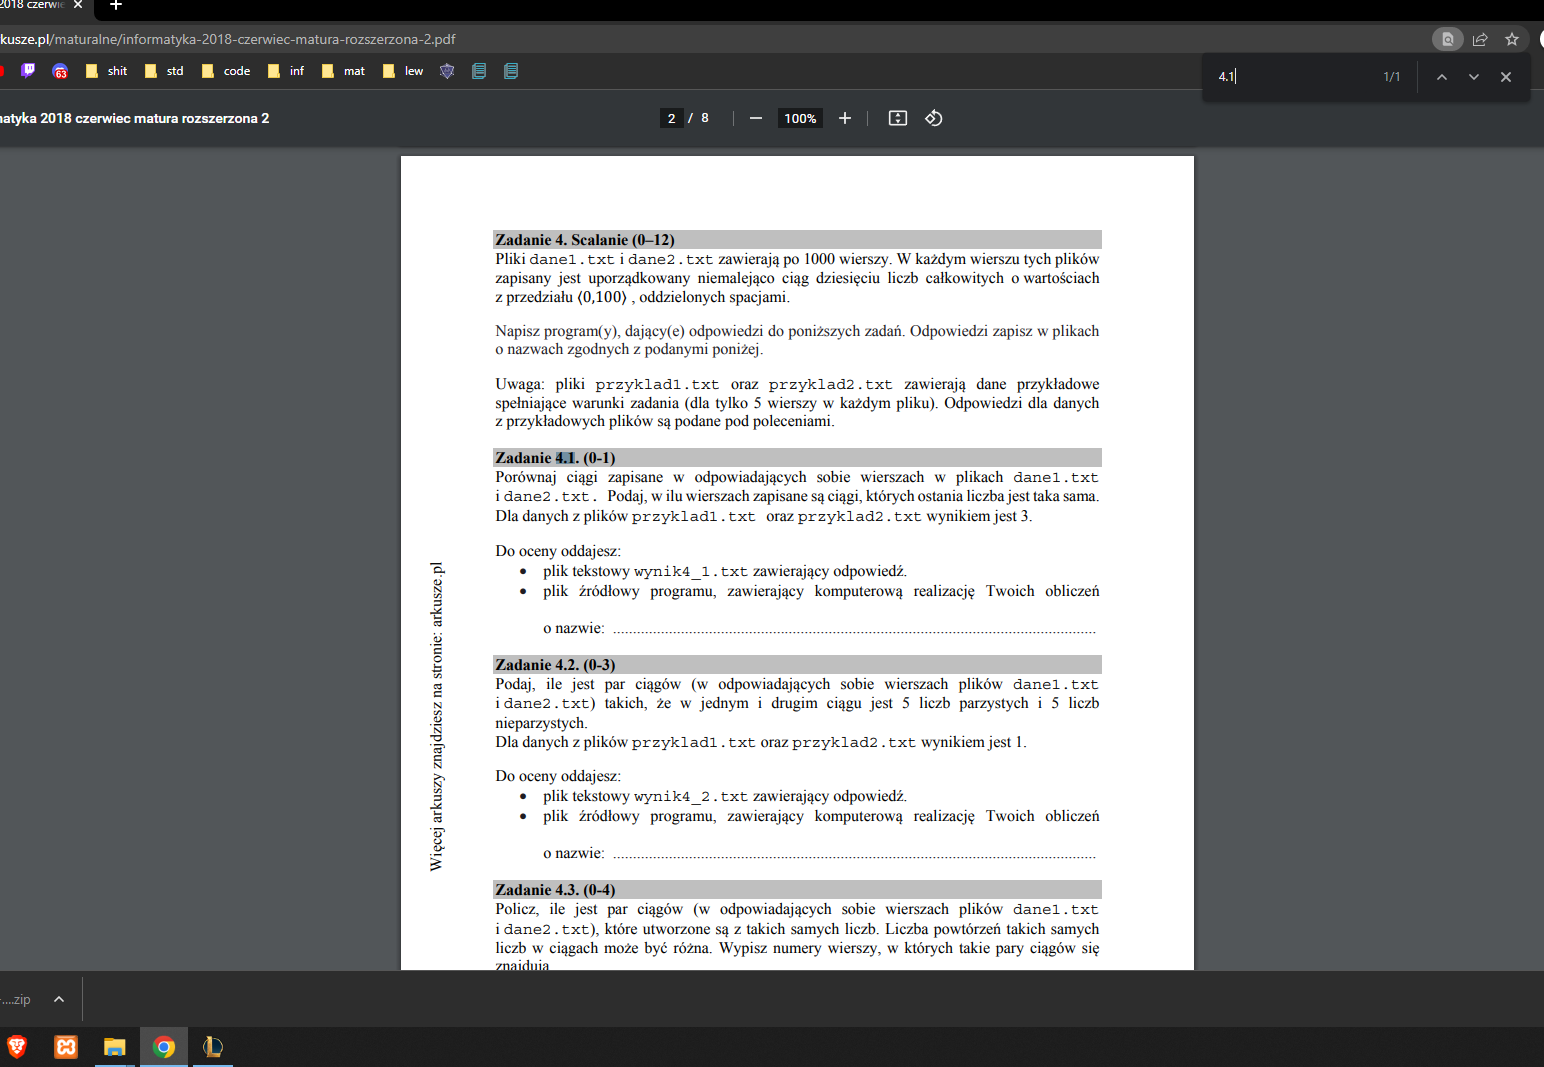 2018 czerwie
kusze.pl/maturalne/informatyka-2018-czerwiec-matura-rozszerzona-2.pdf
63 shit std code inf mat lew
4.1 1/1
natyka 2018 czerwiec matura rozszerzona 2
2 / 8 100%
Zadanie 4. Scalanie (0–12)
Pliki dane1.txt i dane2.txt zawierają po 1000 wierszy. W każdym wierszu tych plików
zapisany jest uporządkowany niemalejąco ciąg dziesięciu liczb całkowitych o wartościach
z przedziału ⟨0,100⟩ , oddzielonych spacjami.
Napisz program(y), dający(e) odpowiedzi do poniższych zadań. Odpowiedzi zapisz w plikach
o nazwach zgodnych z podanymi poniżej.
Uwaga: pliki przyklad1.txt oraz przyklad2.txt zawierają dane przykładowe
spełniające warunki zadania (dla tylko 5 wierszy w każdym pliku). Odpowiedzi dla danych
z przykładowych plików są podane pod poleceniami.
Zadanie 4.1. (0-1)
Porównaj ciągi zapisane w odpowiadających sobie wierszach w plikach dane1.txt
i dane2.txt. Podaj, w ilu wierszach zapisane są ciągi, których ostania liczba jest taka sama.
Dla danych z plików przyklad1.txt oraz przyklad2.txt wynikiem jest 3.
Do oceny oddajesz:
• plik tekstowy wynik4_1.txt zawierający odpowiedź.
• plik źródłowy programu, zawierający komputerową realizację Twoich obliczeń
o nazwie: ........................................................................................................................
Zadanie 4.2. (0-3)
Podaj, ile jest par ciągów (w odpowiadających sobie wierszach plików dane1.txt
i dane2.txt) takich, że w jednym i drugim ciągu jest 5 liczb parzystych i 5 liczb
nieparzystych.
Dla danych z plików przyklad1.txt oraz przyklad2.txt wynikiem jest 1.
Do oceny oddajesz:
• plik tekstowy wynik4_2.txt zawierający odpowiedź.
• plik źródłowy programu, zawierający komputerową realizację Twoich obliczeń
o nazwie: ........................................................................................................................
Zadanie 4.3. (0-4)
Policz, ile jest par ciągów (w odpowiadających sobie wierszach plików dane1.txt
i dane2.txt), które utworzone są z takich samych liczb. Liczba powtórzeń takich samych
liczb w ciągach może być różna. Wypisz numery wierszy, w których takie pary ciągów się
znajdują
Więcej arkuszy znajdziesz na stronie: arkusze.pl
....zip